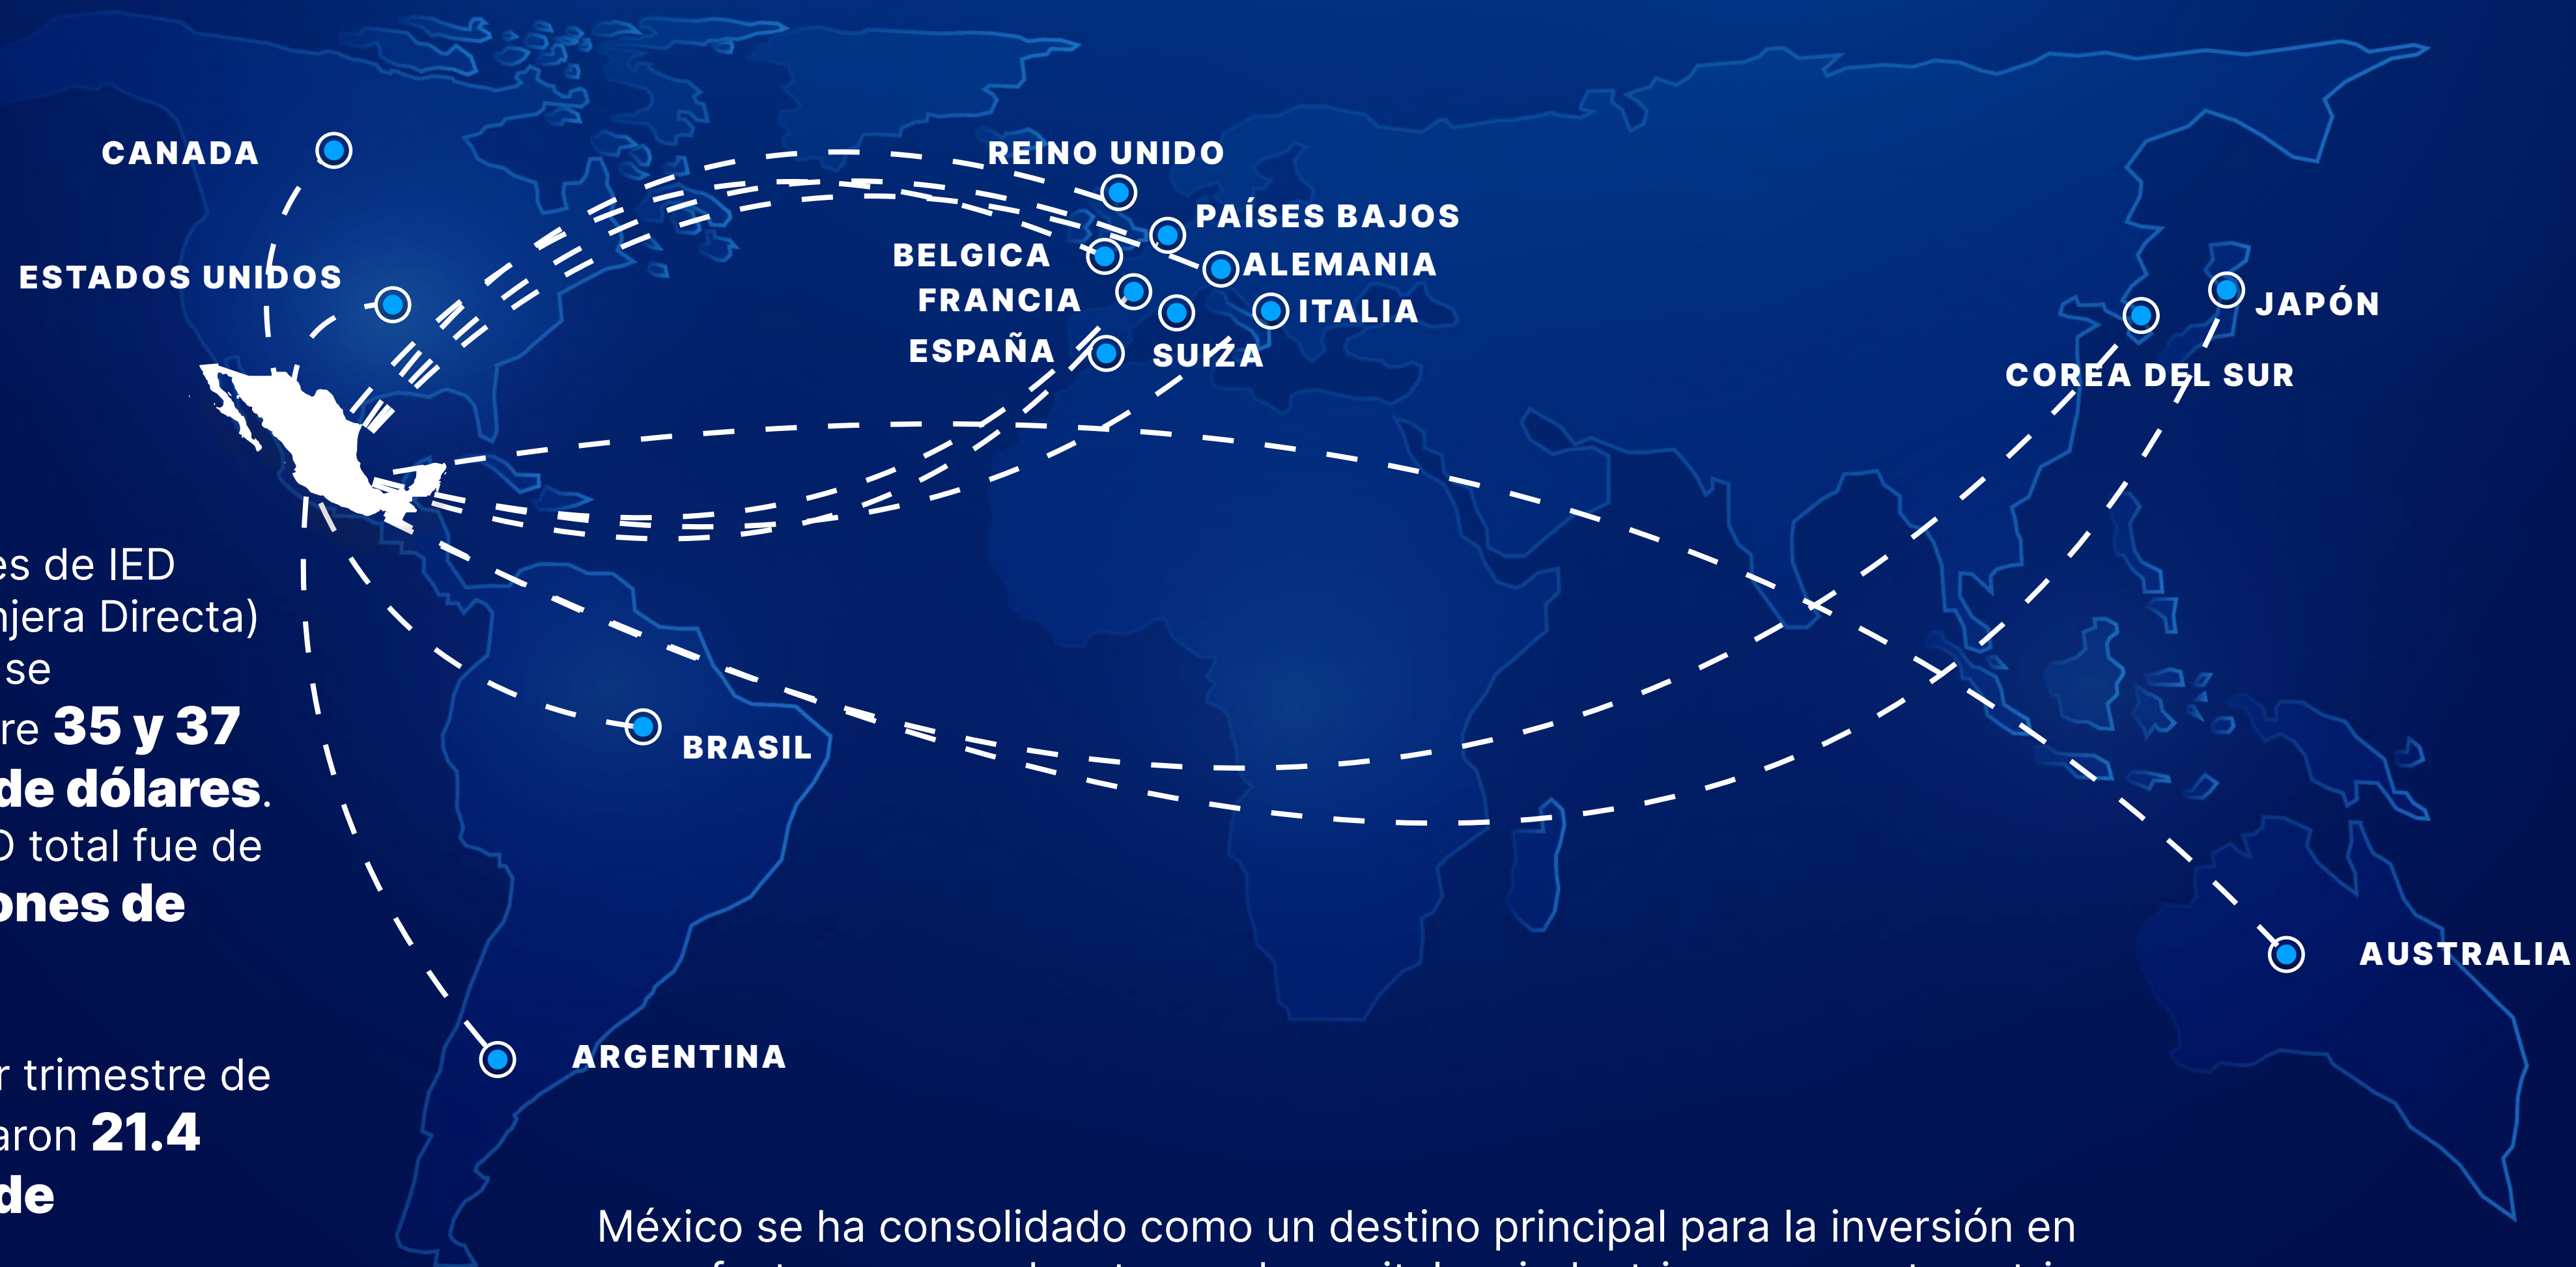 CANADA
REINO UNIDO
PAÍSES BAJOS
BELGICA
ALEMANIA
ESTADOS UNIDOS
FRANCIA
ITALIA
JAPÓN
ESPAÑA
SUIZA
COREA DEL SUR
es de IED
njera Directa)
se
re 35 y 37
BRASIL
de dólares.
D total fue de
ones de
AUSTRALIA
ARGENTINA
r trimestre de
aron 21.4
de
México se ha consolidado como un destino principal para la inversión en